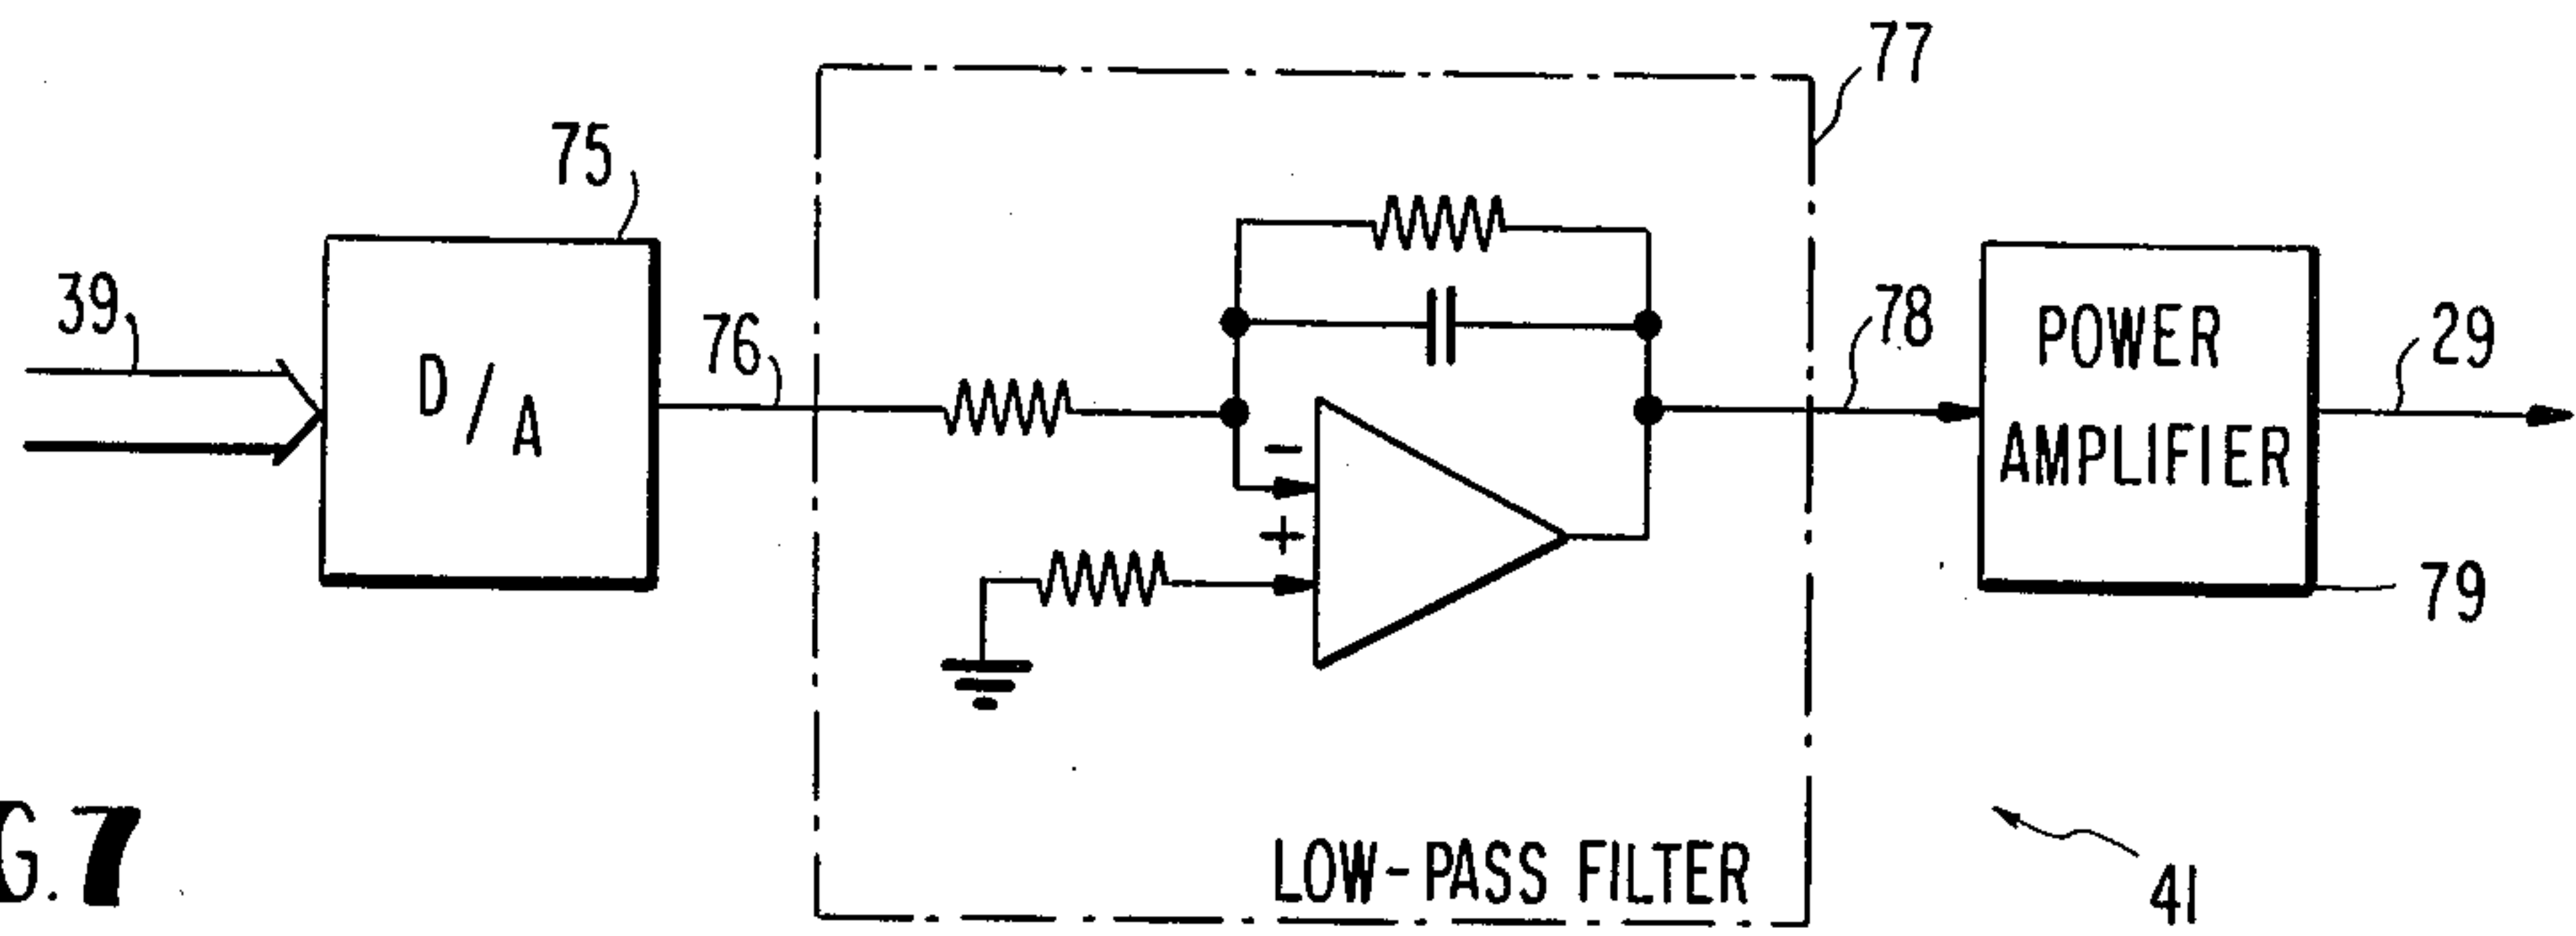 77
75
39
D/A
76
78
POWER
AMPLIFIER
29
-
+
79
LOW-PASS FILTER
41
G.7